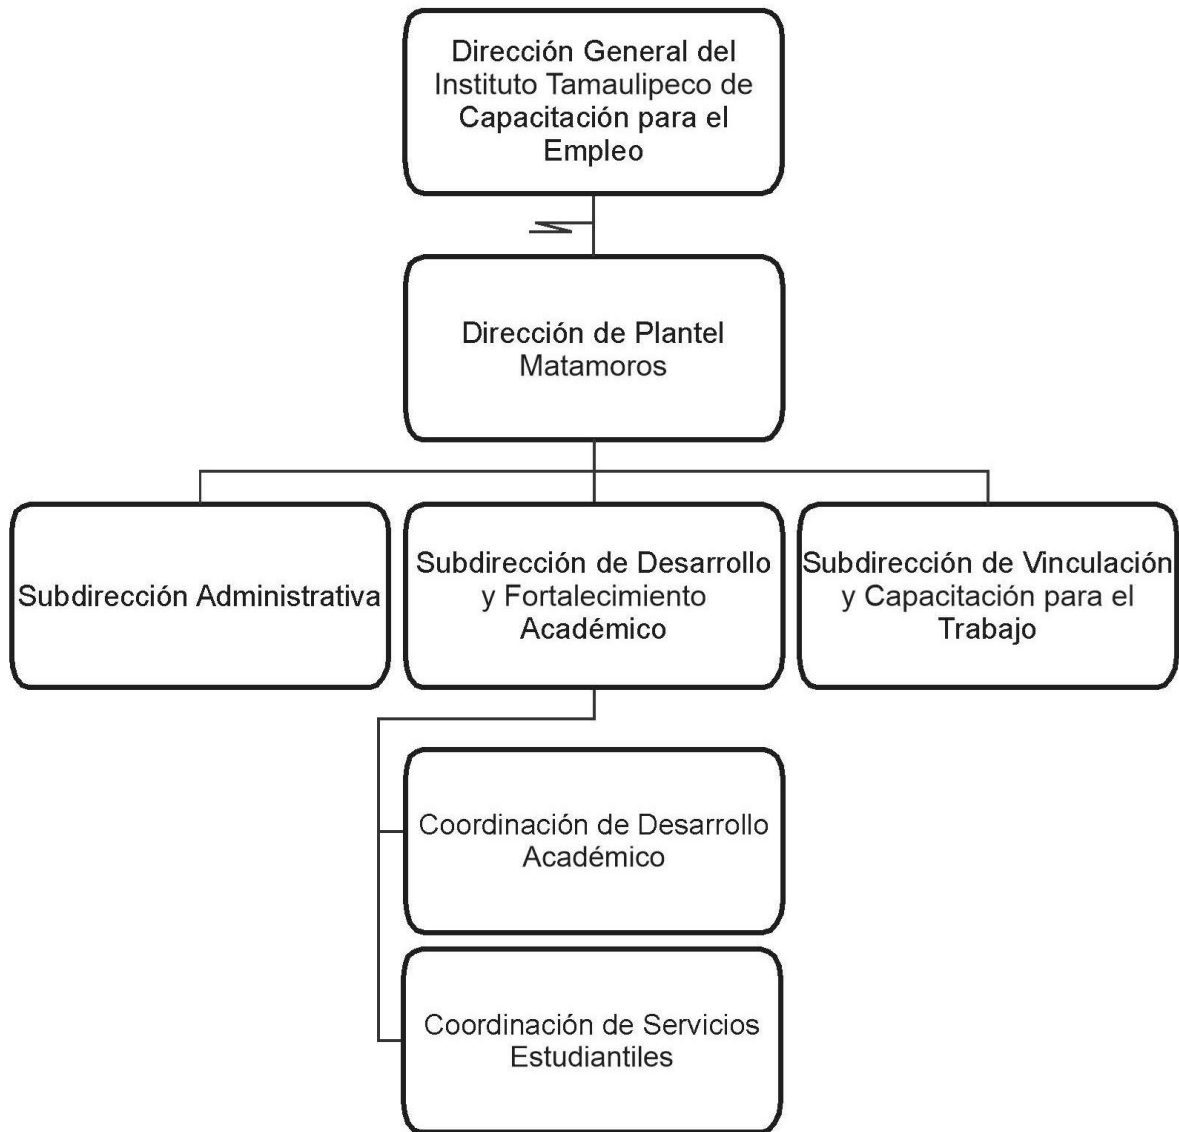 Dirección General del
Instituto Tamaulipeco de
Capacitación para el
Empleo
Dirección de Plantel
Matamoros
Subdirección Administrativa
Subdirección de Desarrollo
y Fortalecimiento
Académico
Subdirección de Vinculación
y Capacitación para el
Trabajo
Coordinación de Desarrollo
Académico
Coordinación de Servicios
Estudiantiles